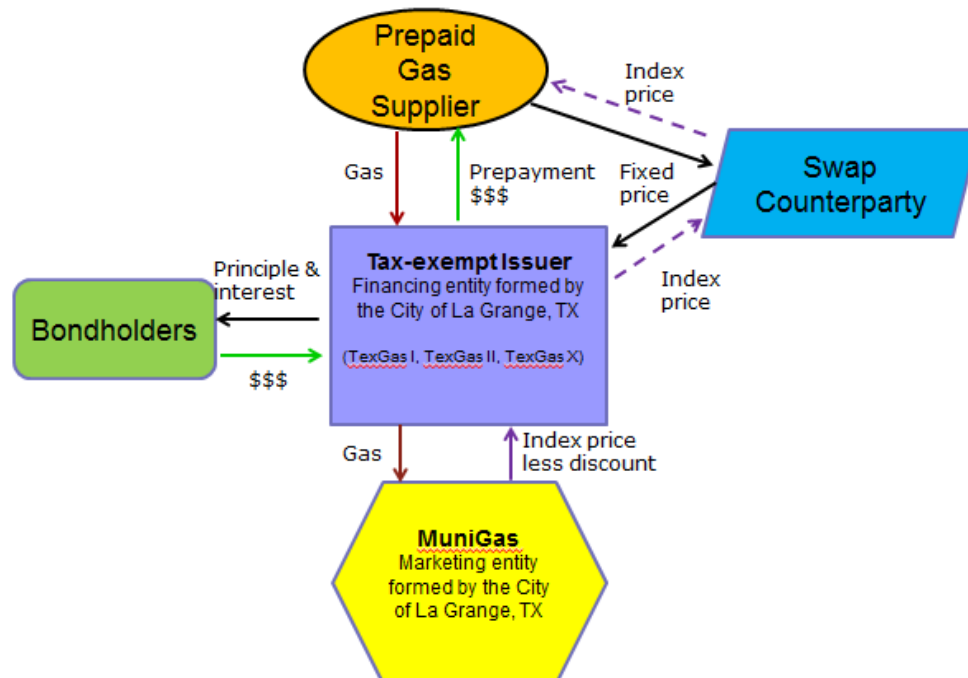 Prepaid
Gas
Supplier
Index
price
Swap
Counterparty
Gas
Prepayment
$$$
Fixed
price
Tax-exempt Issuer
Financing entity formed by
the City of La Grange, TX
(TexGas I, TexGas II, TexGas X)
Index
price
Principle &
interest
Bondholders
$$$
Gas
Index price
less discount
MuniGas
Marketing entity
formed by the City
of La Grange, TX